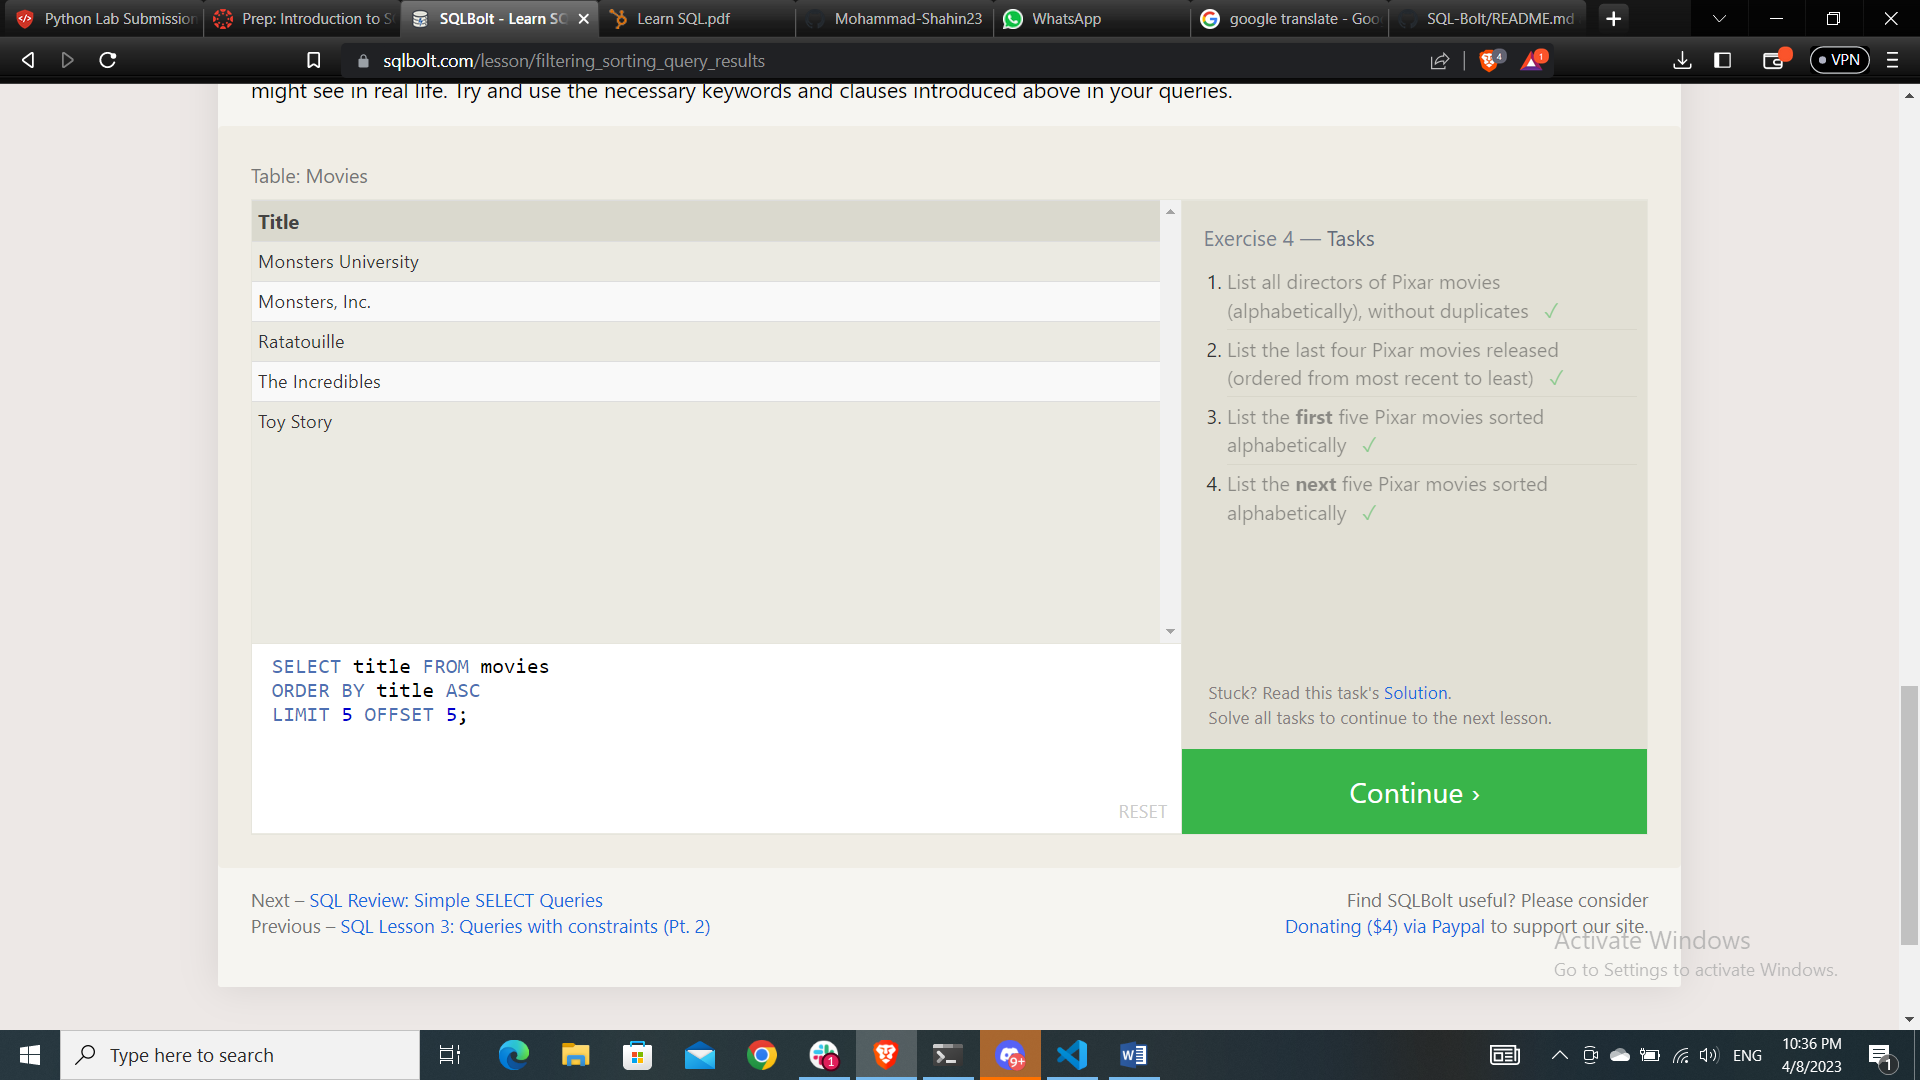 Python Lab Submission
Prep: Introduction to S
SQLBolt - Learn SQ
Learn SQL.pdf
Mohammad-Shahin23
WhatsApp
google translate - Goo
SQL-Bolt/README.md
sqlbolt.com/lesson/filtering_sorting_query_results
4
1
VPN
might see in real life. Try and use the necessary keywords and clauses introduced above in your queries.
Table: Movies
Title
Monsters University
Monsters, Inc.
Ratatouille
The Incredibles
Toy Story
SELECT title FROM movies
ORDER BY title ASC
LIMIT 5 OFFSET 5;
RESET
Exercise 4 — Tasks
1. List all directors of Pixar movies
(alphabetically), without duplicates ✓
2. List the last four Pixar movies released
(ordered from most recent to least) ✓
3. List the first five Pixar movies sorted
alphabetically ✓
4. List the next five Pixar movies sorted
alphabetically ✓
Stuck? Read this task's Solution.
Solve all tasks to continue to the next lesson.
Continue ›
Next – SQL Review: Simple SELECT Queries
Previous – SQL Lesson 3: Queries with constraints (Pt. 2)
Find SQLBolt useful? Please consider
Donating ($4) via Paypal to support our site.
Activate Windows
Go to Settings to activate Windows.
Type here to search
1
9+
ENG
10:36 PM
4/8/2023
1